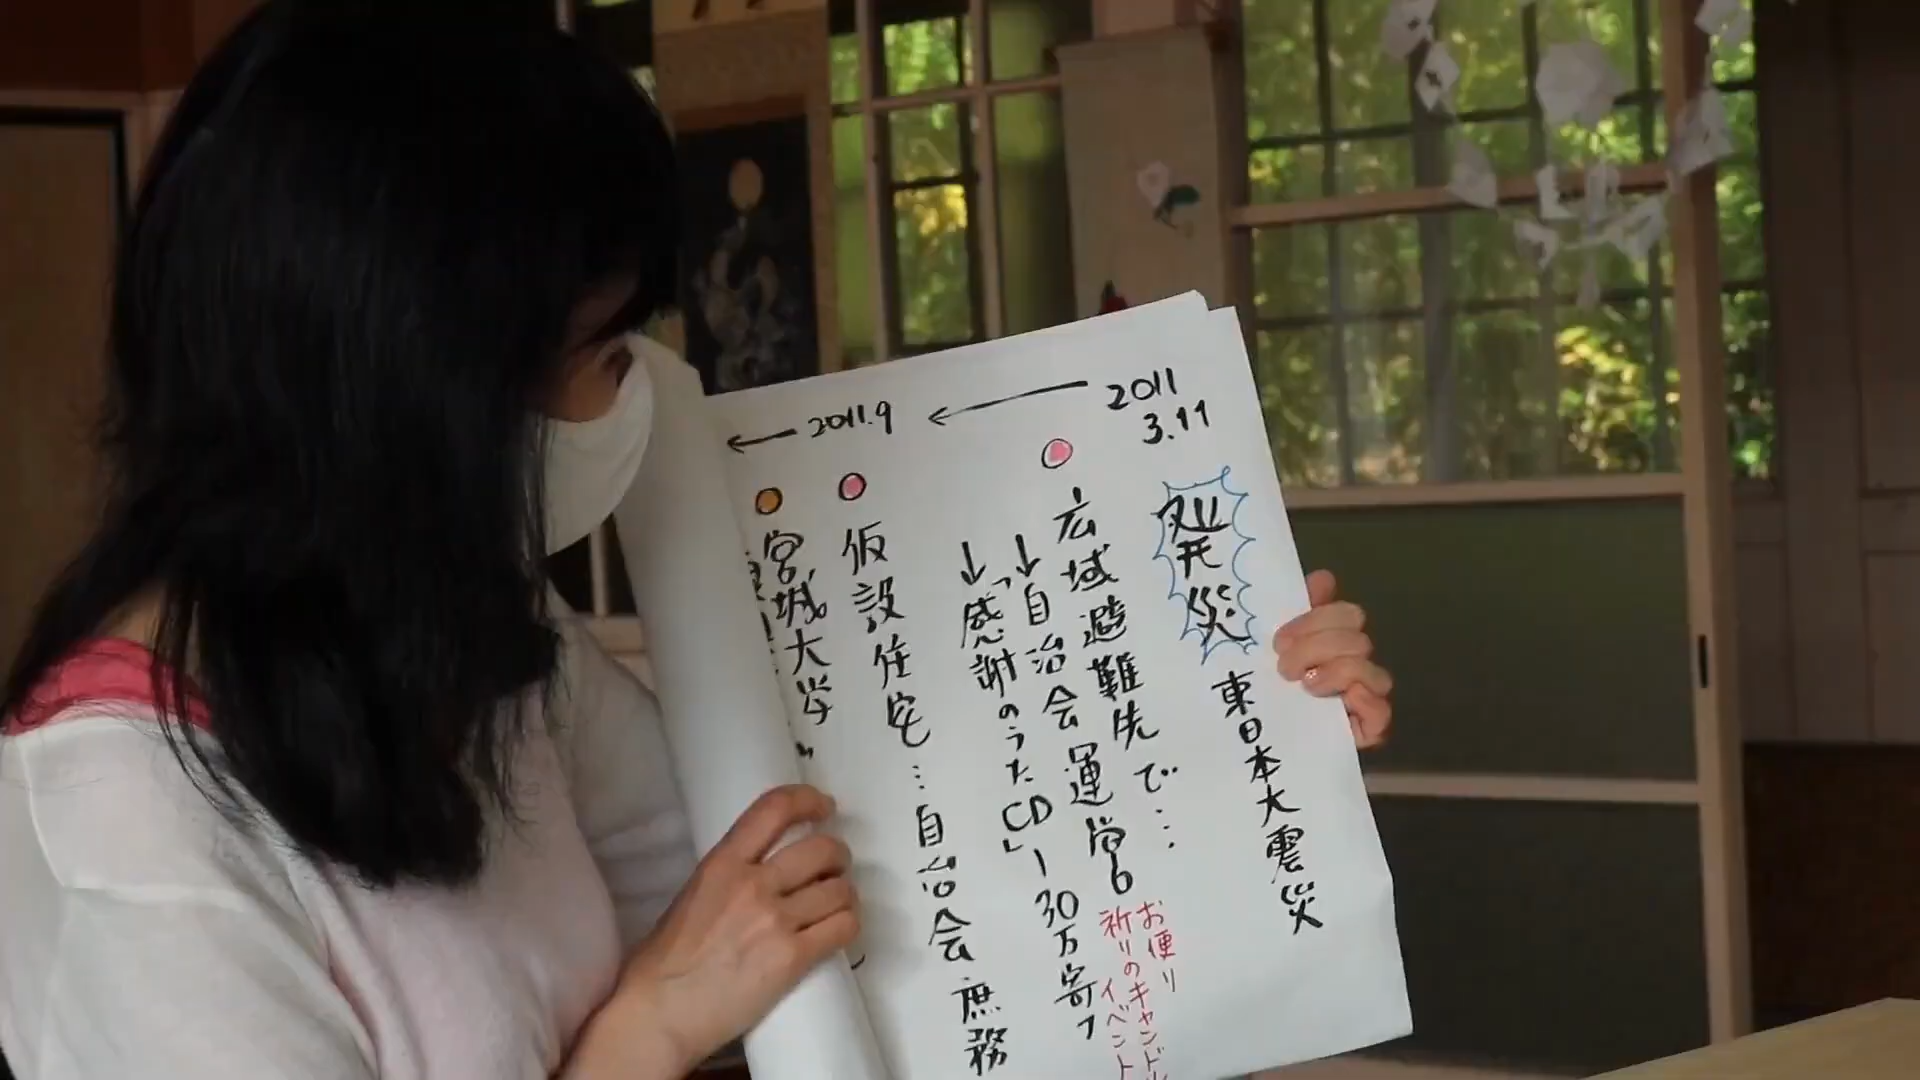 2011
3.11
発災
東日本大震災
広域避難先で…
↓自治会運営6
お便り
祈りのキャンドル
イベント
↓「感謝のうたCD」ー30万寄
2011.9
仮設住宅…自治会庶務
宮城大学